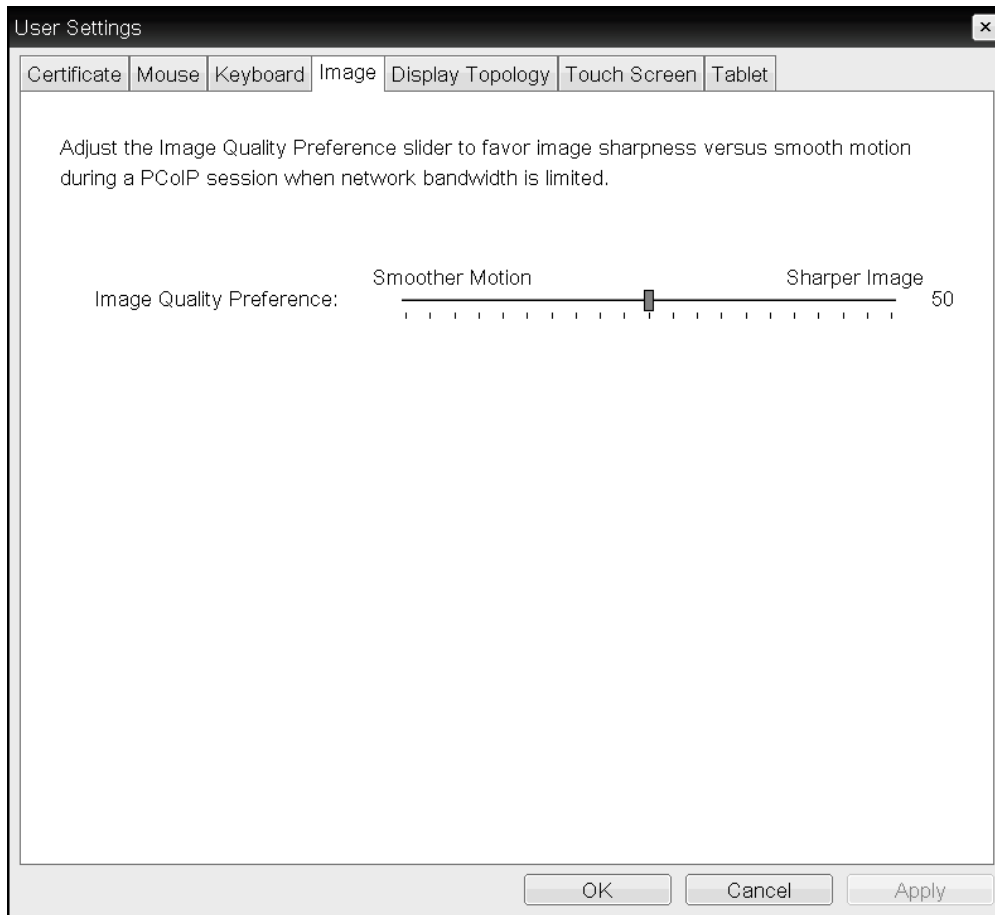 User Settings
Certificate Mouse Keyboard Image Display Topology Touch Screen Tablet
Adjust the Image Quality Preference slider to favor image sharpness versus smooth motion
during a PCoIP session when network bandwidth is limited.
Smoother Motion Sharper Image
Image Quality Preference: 50
OK Cancel Apply